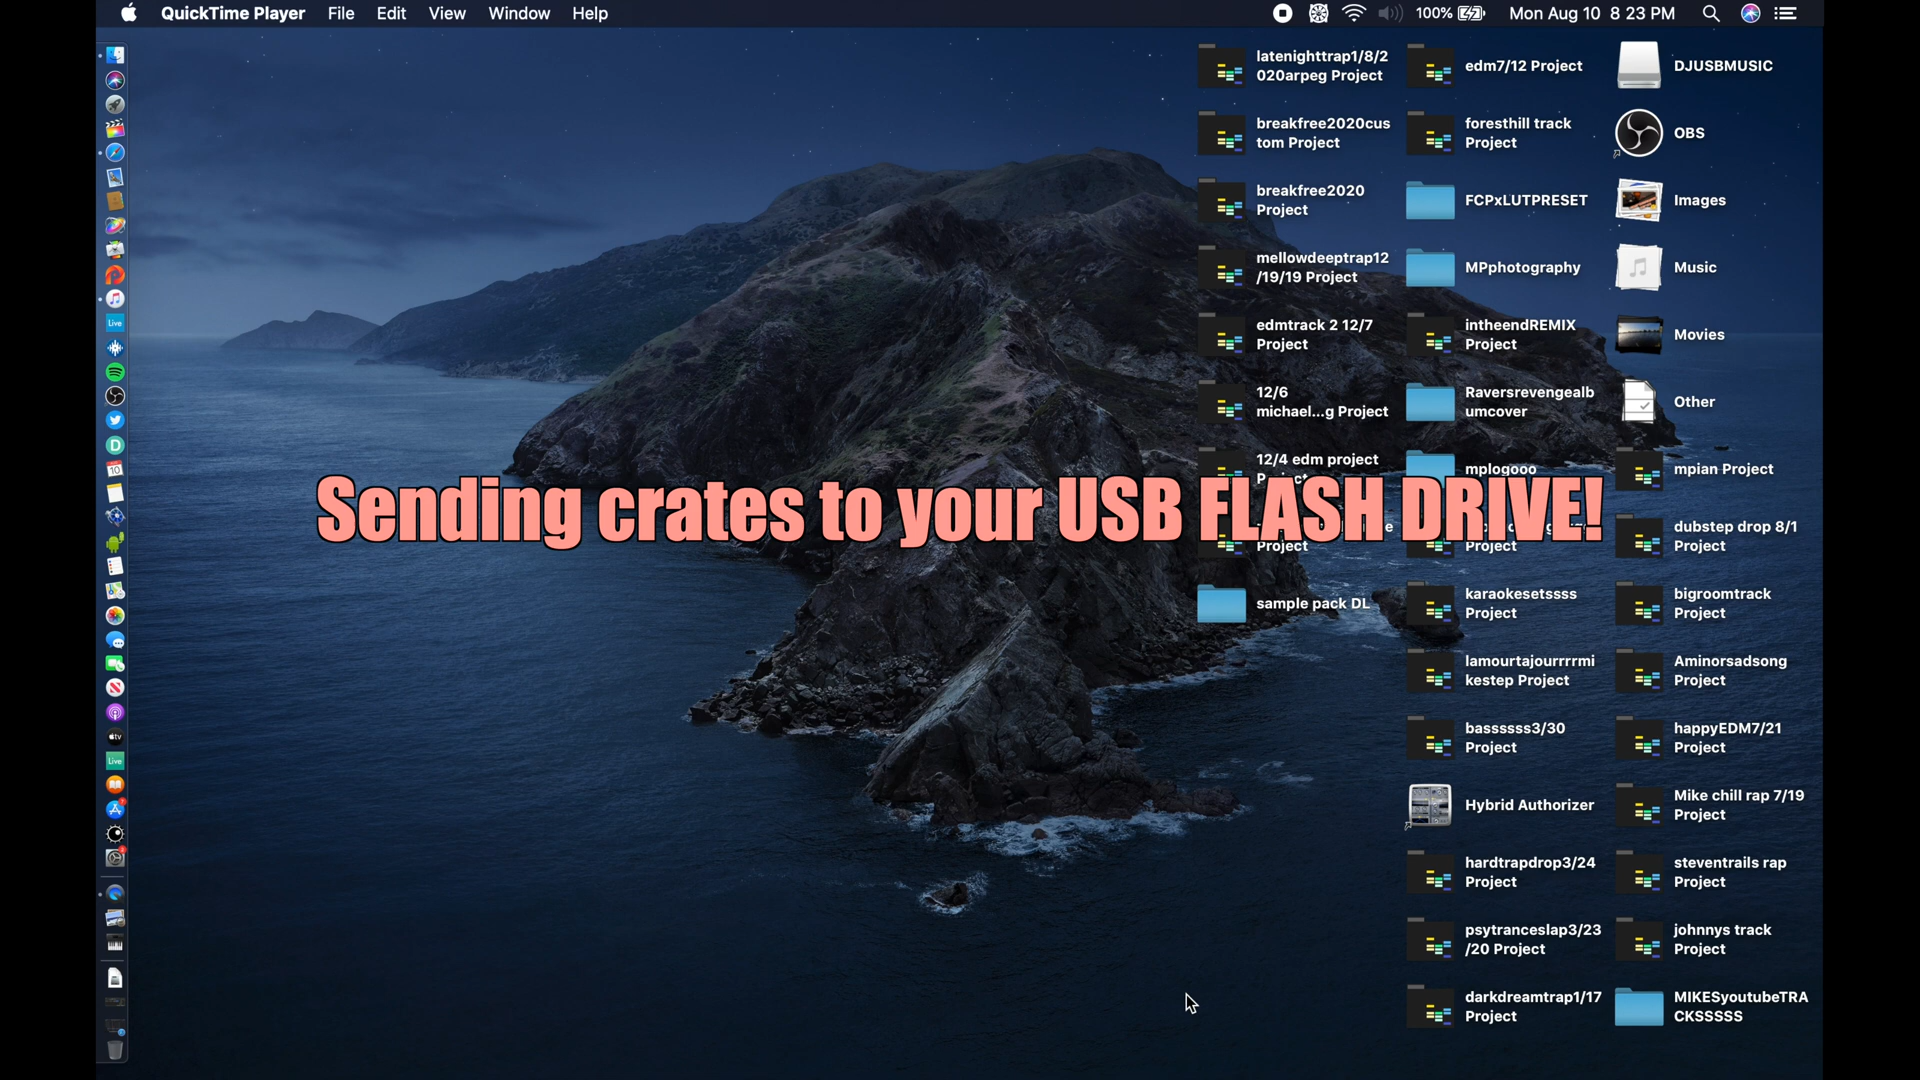 QuickTime Player File Edit View Window Help
100% Mon Aug 10 8 23 PM
latenighttrap1/8/2
020arpeg Project
breakfree2020cus
tom Project
breakfree2020
Project
mellowdeeptrap12
/19/19 Project
edmtrack 2 12/7
Project
12/6
michael...g Project
12/4 edm project
Project
sample pack DL
edm7/12 Project
foresthill track
Project
FCPxLUTPRESET
MPphotography
intheendREMIX
Project
Raversrevengealb
umcover
mplogooo
Project
karaokesetssss
Project
lamourtajourrrrmi
kestep Project
bassssss3/30
Project
Hybrid Authorizer
hardtrapdrop3/24
Project
psytranceslap3/23
/20 Project
darkdreamtrap1/17
Project
DJUSBMUSIC
OBS
Images
Music
Movies
Other
mpian Project
dubstep drop 8/1
Project
bigroomtrack
Project
Aminorsadsong
Project
happyEDM7/21
Project
Mike chill rap 7/19
Project
steventrails rap
Project
johnnys track
Project
MIKESyoutubeTRA
CKSSSSS
Sending crates to your USB FLASH DRIVE!
Live
D
10
tv
Live